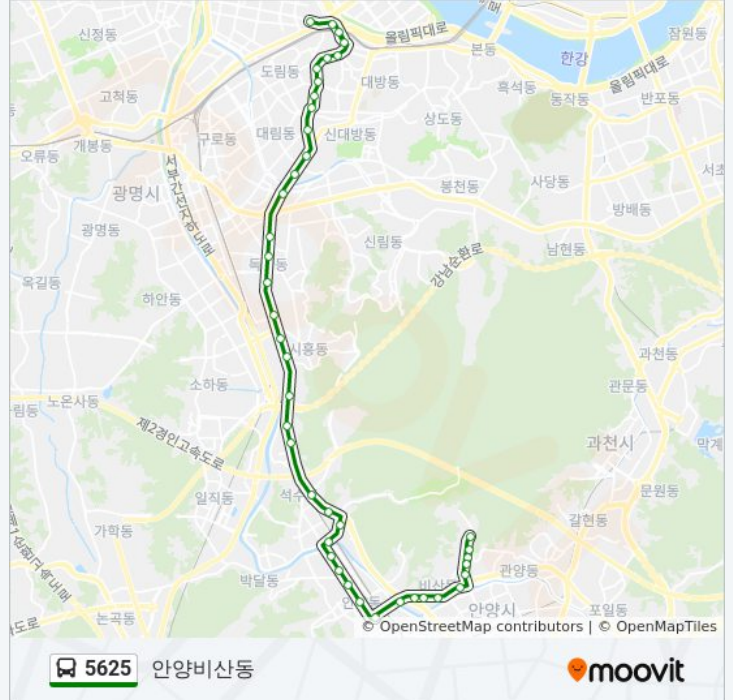 신정동
올림픽대로
본동
한강
잠원동
도림동
대방동
흑석동
동작동
올림픽대로
반포동
고척동
구로동
대림동
신대방동
상도동
오류동
개봉동
서부간선지하도로
광명시
봉천동
사당동
서초
방배동
광명동
신림동
강남순환로
남현동
옥길동
하안동
시흥동
과천동
소하동
관문동
노온사동
제2경인고속도로
과천시
일직동
석수
문원동
가학동
갈현동
박달동
관양동
비산동
논곡동
안양시
포일동
© OpenStreetMap contributors | © OpenMapTiles
5625 안양비산동
moovit